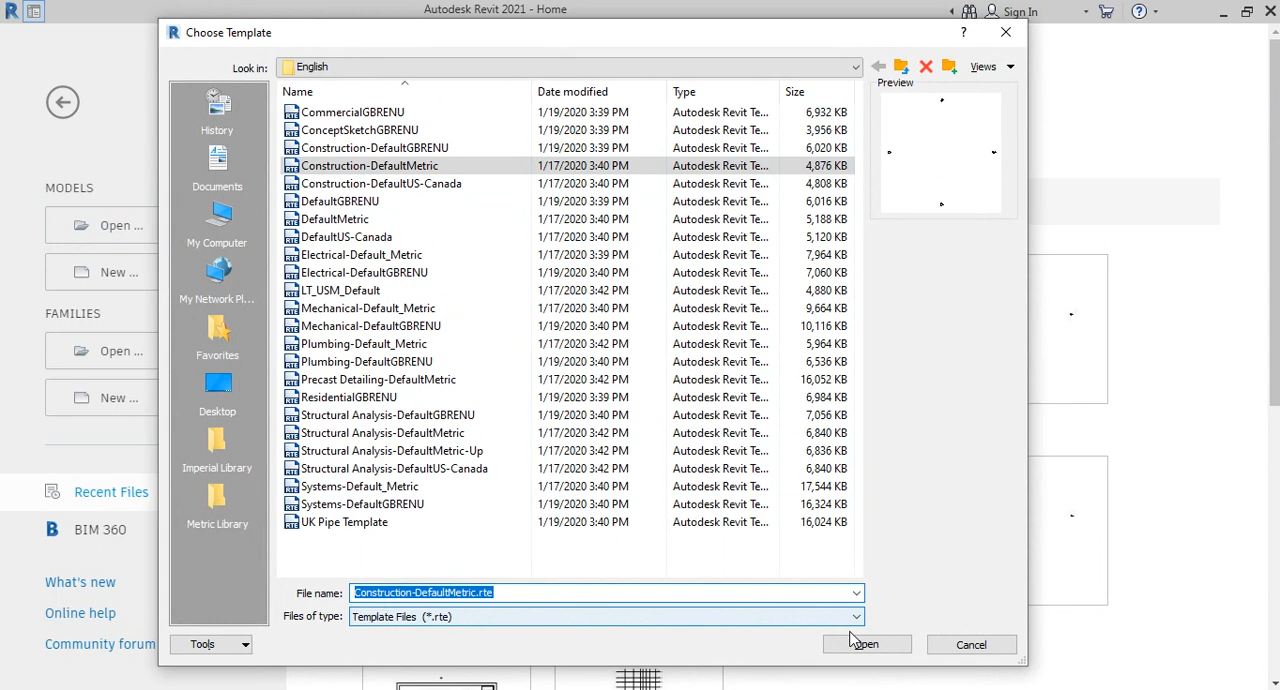 Autodesk Revit 2021 - Home
Sign In
Choose Template
Look in:
English
Views
Name
Date modified
Type
Size
Preview
CommercialGBRENU 1/19/2020 3:39 PM Autodesk Revit Te... 6,932 KB
ConceptSketchGBRENU 1/19/2020 3:39 PM Autodesk Revit Te... 3,956 KB
Construction-DefaultGBRENU 1/19/2020 3:39 PM Autodesk Revit Te... 6,020 KB
Construction-DefaultMetric 1/17/2020 3:40 PM Autodesk Revit Te... 4,876 KB
Construction-DefaultUS-Canada 1/17/2020 3:40 PM Autodesk Revit Te... 4,808 KB
DefaultGBRENU 1/19/2020 3:39 PM Autodesk Revit Te... 6,016 KB
DefaultMetric 1/17/2020 3:40 PM Autodesk Revit Te... 5,188 KB
DefaultUS-Canada 1/17/2020 3:40 PM Autodesk Revit Te... 5,120 KB
Electrical-Default_Metric 1/17/2020 3:39 PM Autodesk Revit Te... 7,964 KB
Electrical-DefaultGBRENU 1/19/2020 3:40 PM Autodesk Revit Te... 7,060 KB
LT_USM_Default 1/17/2020 3:42 PM Autodesk Revit Te... 4,880 KB
Mechanical-Default_Metric 1/17/2020 3:40 PM Autodesk Revit Te... 9,664 KB
Mechanical-DefaultGBRENU 1/19/2020 3:40 PM Autodesk Revit Te... 10,116 KB
Plumbing-Default_Metric 1/17/2020 3:42 PM Autodesk Revit Te... 5,964 KB
Plumbing-DefaultGBRENU 1/19/2020 3:40 PM Autodesk Revit Te... 6,536 KB
Precast Detailing-DefaultMetric 1/17/2020 3:42 PM Autodesk Revit Te... 16,052 KB
ResidentialGBRENU 1/19/2020 3:39 PM Autodesk Revit Te... 6,984 KB
Structural Analysis-DefaultGBRENU 1/19/2020 3:40 PM Autodesk Revit Te... 7,056 KB
Structural Analysis-DefaultMetric 1/17/2020 3:42 PM Autodesk Revit Te... 6,840 KB
Structural Analysis-DefaultMetric-Up 1/17/2020 3:42 PM Autodesk Revit Te... 6,836 KB
Structural Analysis-DefaultUS-Canada 1/17/2020 3:42 PM Autodesk Revit Te... 6,840 KB
Systems-Default_Metric 1/17/2020 3:40 PM Autodesk Revit Te... 17,544 KB
Systems-DefaultGBRENU 1/19/2020 3:40 PM Autodesk Revit Te... 16,324 KB
UK Pipe Template 1/19/2020 3:40 PM Autodesk Revit Te... 16,024 KB
History
Documents
My Computer
My Network Pl...
Favorites
Desktop
Imperial Library
Metric Library
File name:
Construction-DefaultMetric.rte
Files of type:
Template Files (*.rte)
Tools
Open
Cancel
MODELS
Open ...
New ...
FAMILIES
Open ...
New ...
Recent Files
BIM 360
What's new
Online help
Community forum